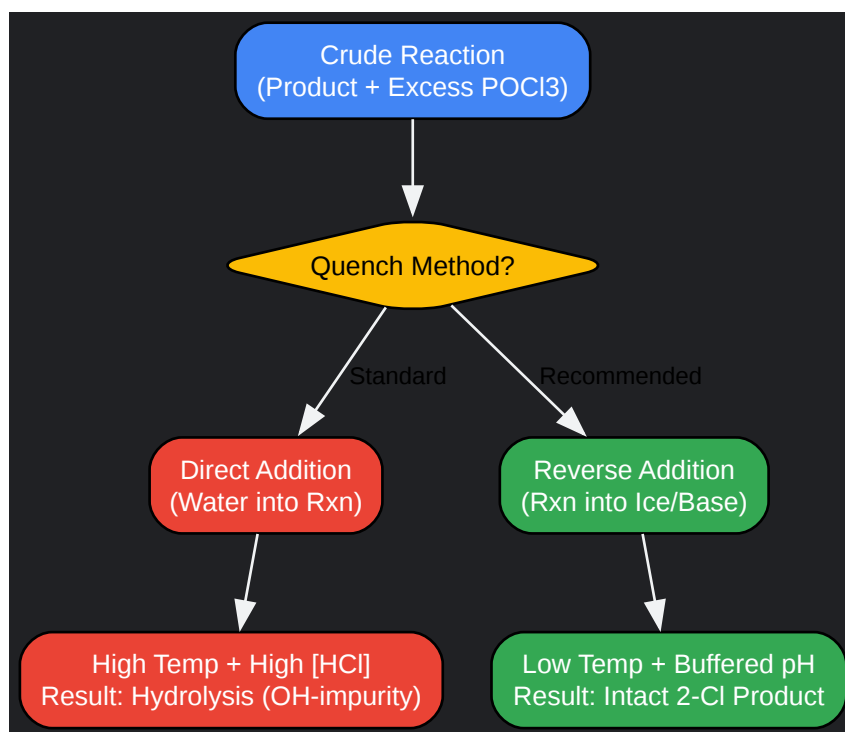 Crude Reaction
(Product + Excess POCl3)
Quench Method?
Standard
Recommended
Direct Addition
(Water into Rxn)
Reverse Addition
(Rxn into Ice/Base)
High Temp + High [HCl]
Result: Hydrolysis (OH-impurity)
Low Temp + Buffered pH
Result: Intact 2-Cl Product